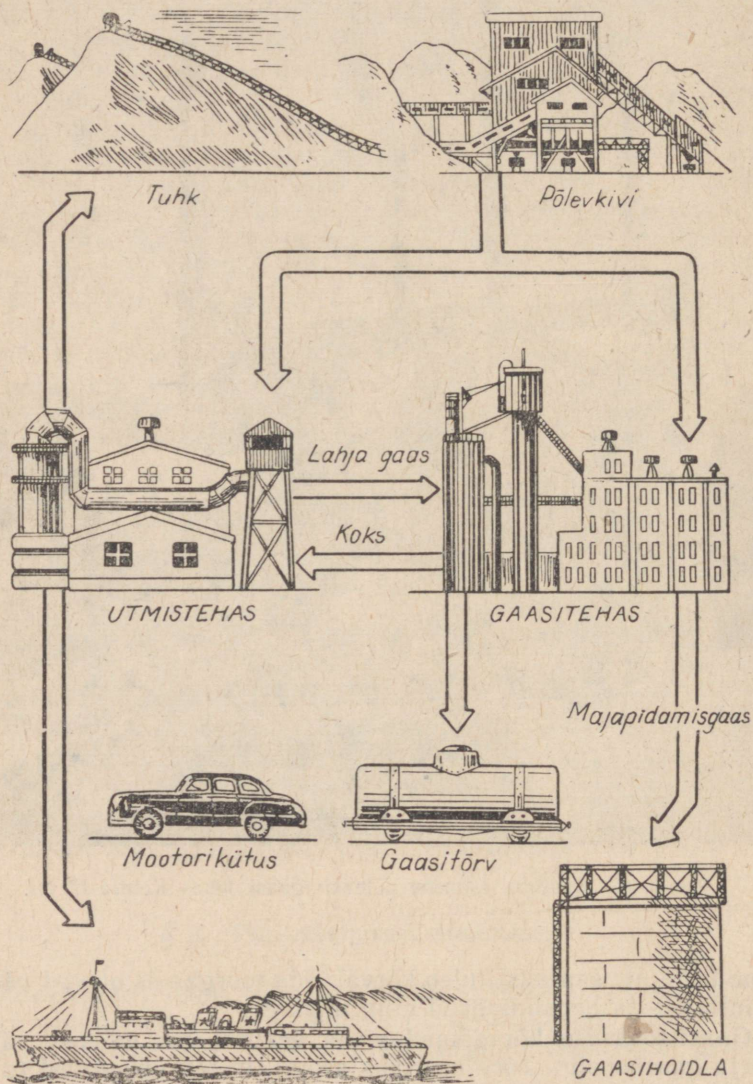 Tuhk
Põlevkivi
Lahja gaas
Koks
UTMISTEHAS
GAASITEHAS
Majapidamisgaas
Mootorikütus
Gaasitõrv
GAASIHOIDLA